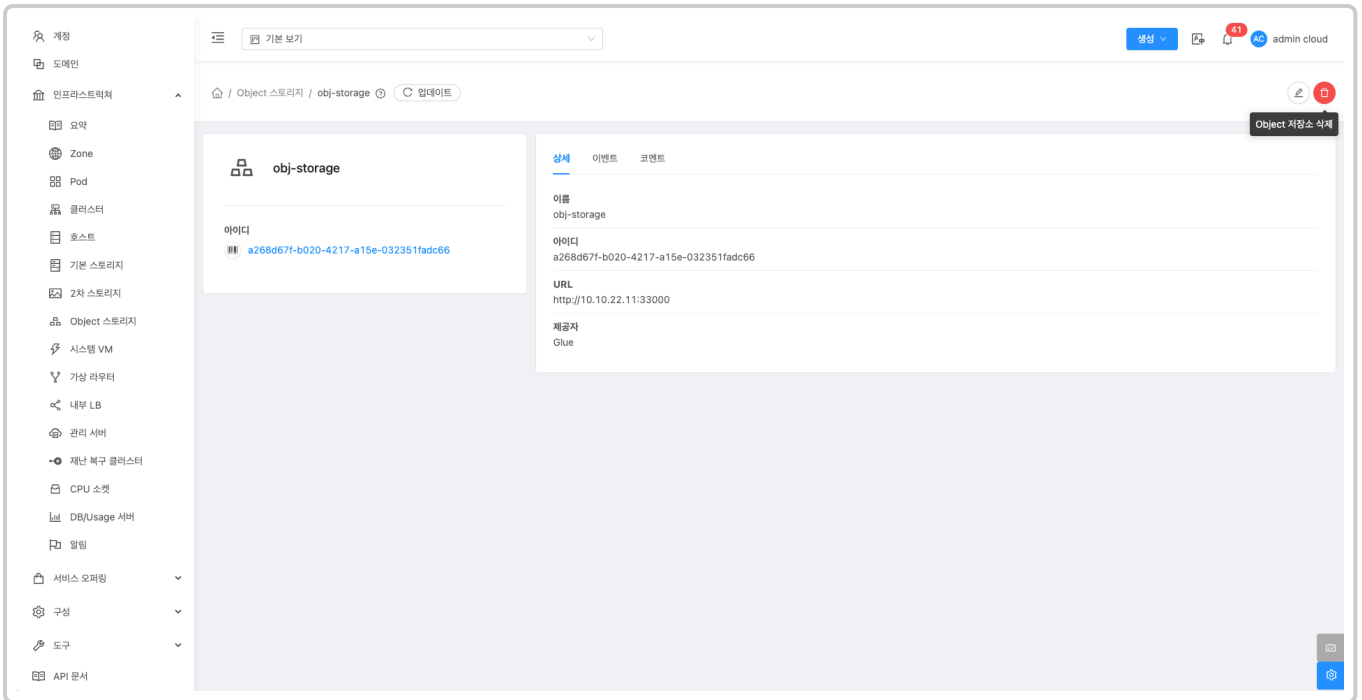 계정
도메인
인프라스트럭쳐
요약
Zone
Pod
클러스터
호스트
기본 스토리지
2차 스토리지
Object 스토리지
시스템 VM
가상 라우터
내부 LB
관리 서버
재난 복구 클러스터
CPU 소켓
DB/Usage 서버
알림
서비스 오퍼링
구성
도구
API 문서
기본 보기
생성
41
AC admin cloud
/ Object 스토리지 / obj-storage 업데이트
Object 저장소 삭제
obj-storage
아이디
a268d67f-b020-4217-a15e-032351fadc66
상세 이벤트 코멘트
이름
obj-storage
아이디
a268d67f-b020-4217-a15e-032351fadc66
URL
http://10.10.22.11:33000
제공자
Glue